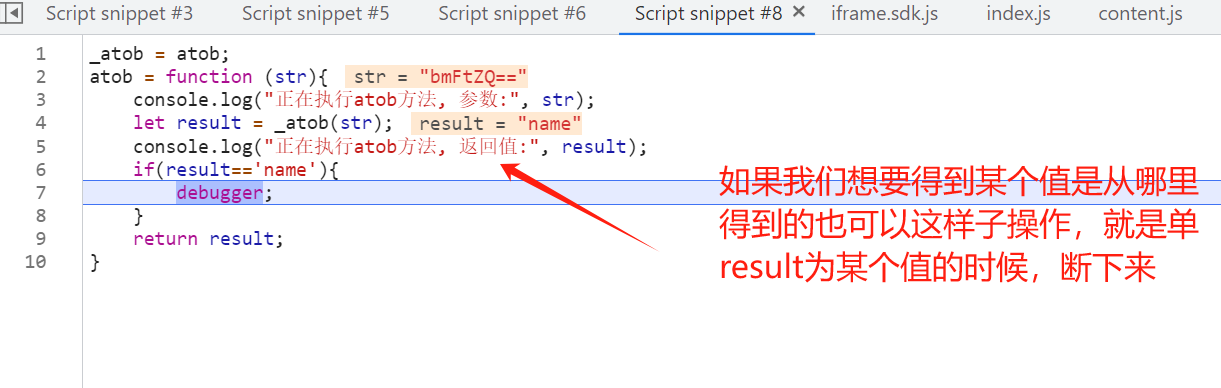 Script snippet #3 Script snippet #5 Script snippet #6 Script snippet #8 × iframe.sdk.js index.js content.js
1 _atob = atob;
2 atob = function (str){ str = "bmFtZQ=="
3 console.log("正在执行atob方法, 参数:", str);
4 let result = _atob(str); result = "name"
5 console.log("正在执行atob方法, 返回值:", result);
6 if(result=='name'){
7 debugger;
8 }
9 return result;
10 }
如果我们想要得到某个值是从哪里
得到的也可以这样子操作，就是单
result为某个值的时候，断下来